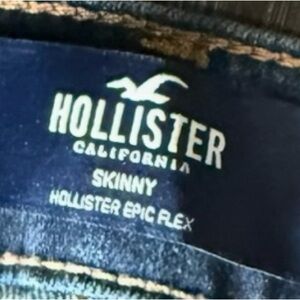 HOLLISTER
CALIFORNIA
SKINNY
HOLLISTER EPIC FLEX